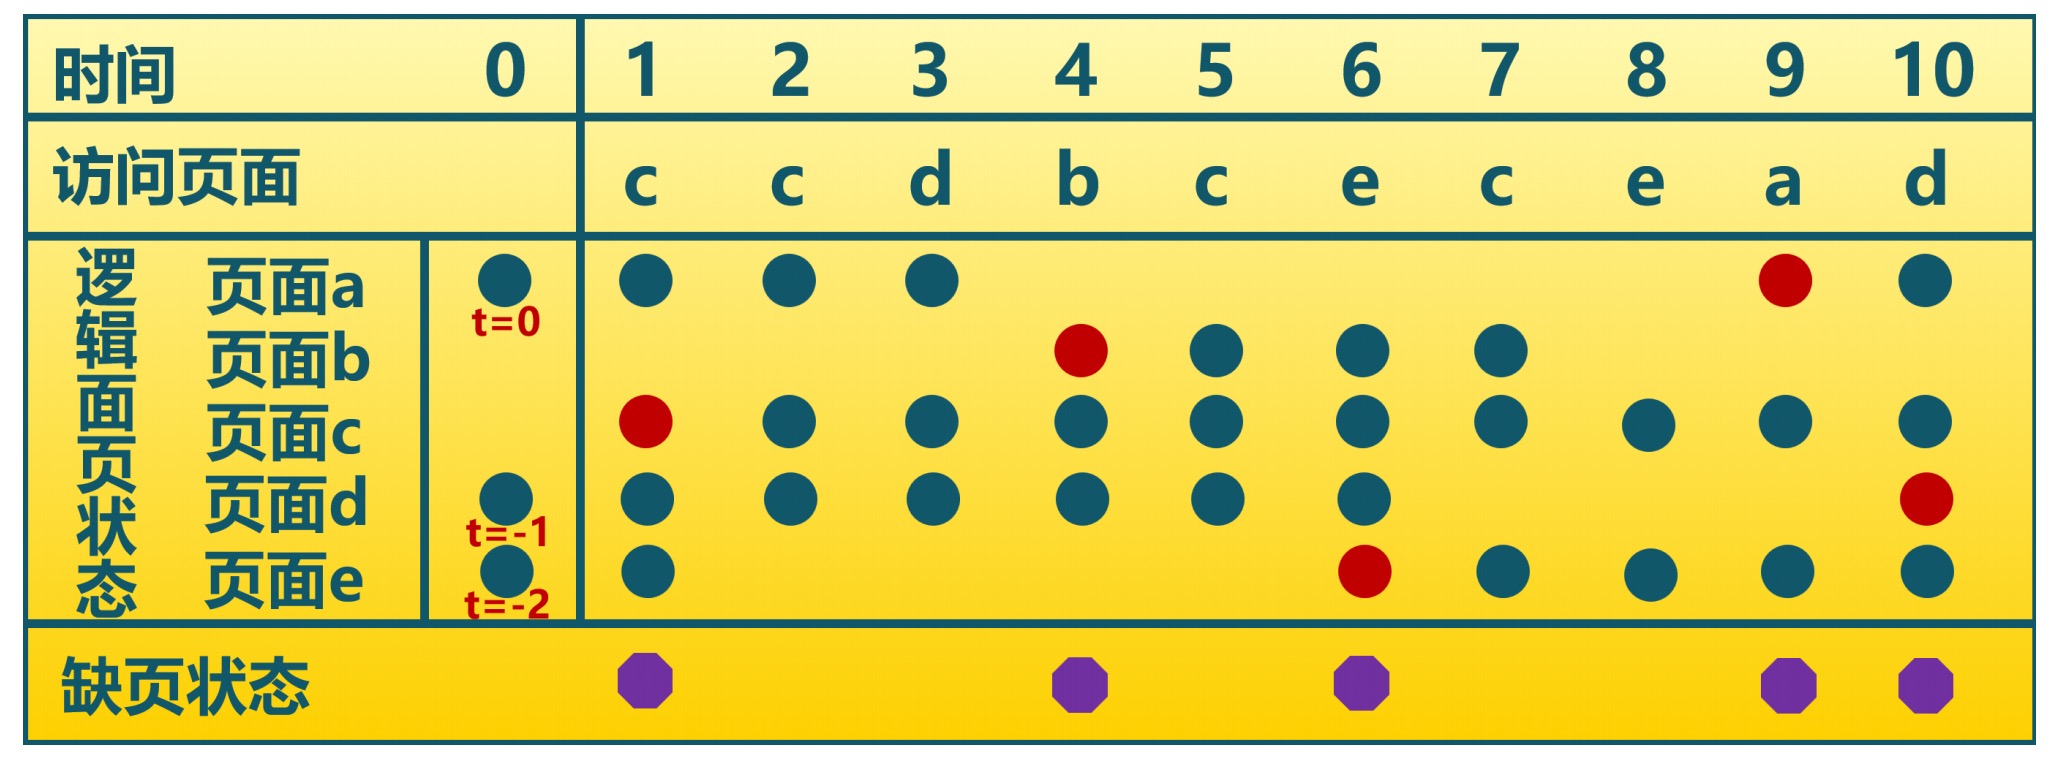 时间 0 1 2 3 4 5 6 7 8 9 10
访问页面 c c d b c e c e a d
逻辑面页状态
页面a
t=0
页面b
页面c
页面d
t=-1
页面e
t=-2
缺页状态